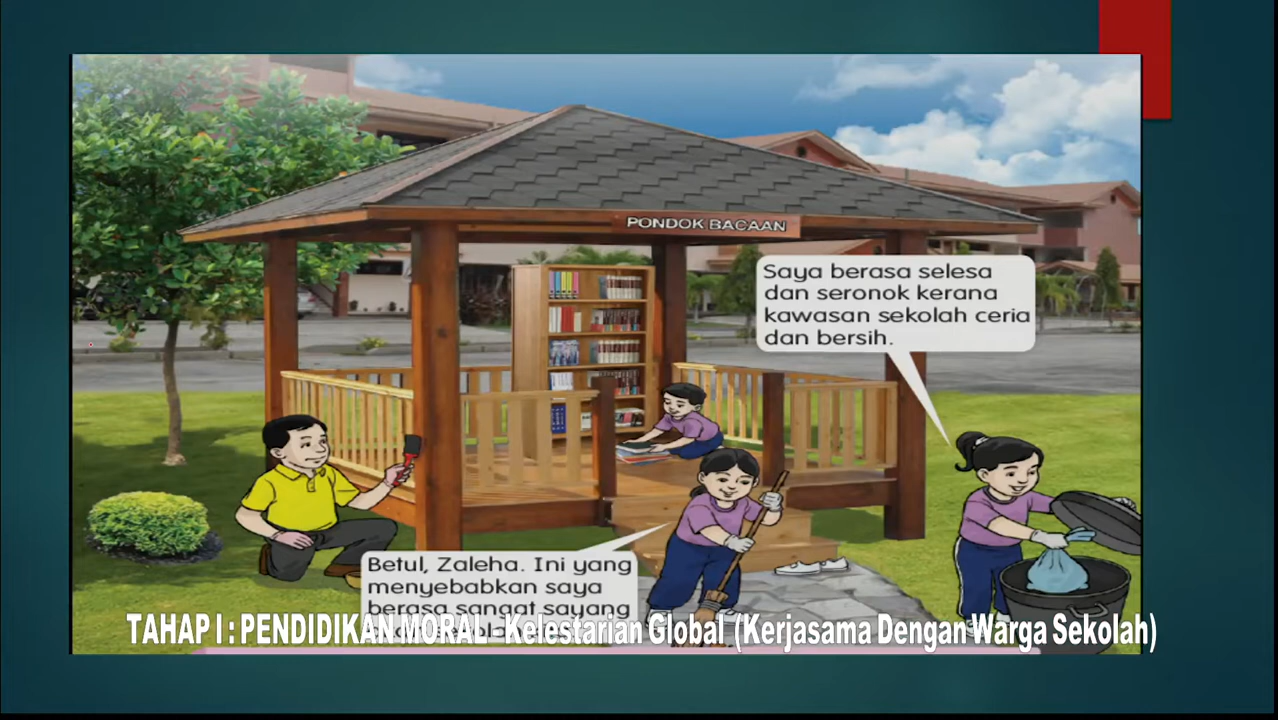 PONDOK BACAAN
Saya berasa selesa
dan seronok kerana
kawasan sekolah ceria
dan bersih.
Betul, Zaleha. Ini yang
menyebabkan saya
berasa sangat sayang
TAHAP I : PENDIDIKAN MORAL - Kelestarian Global (Kerjasama Dengan Warga Sekolah)